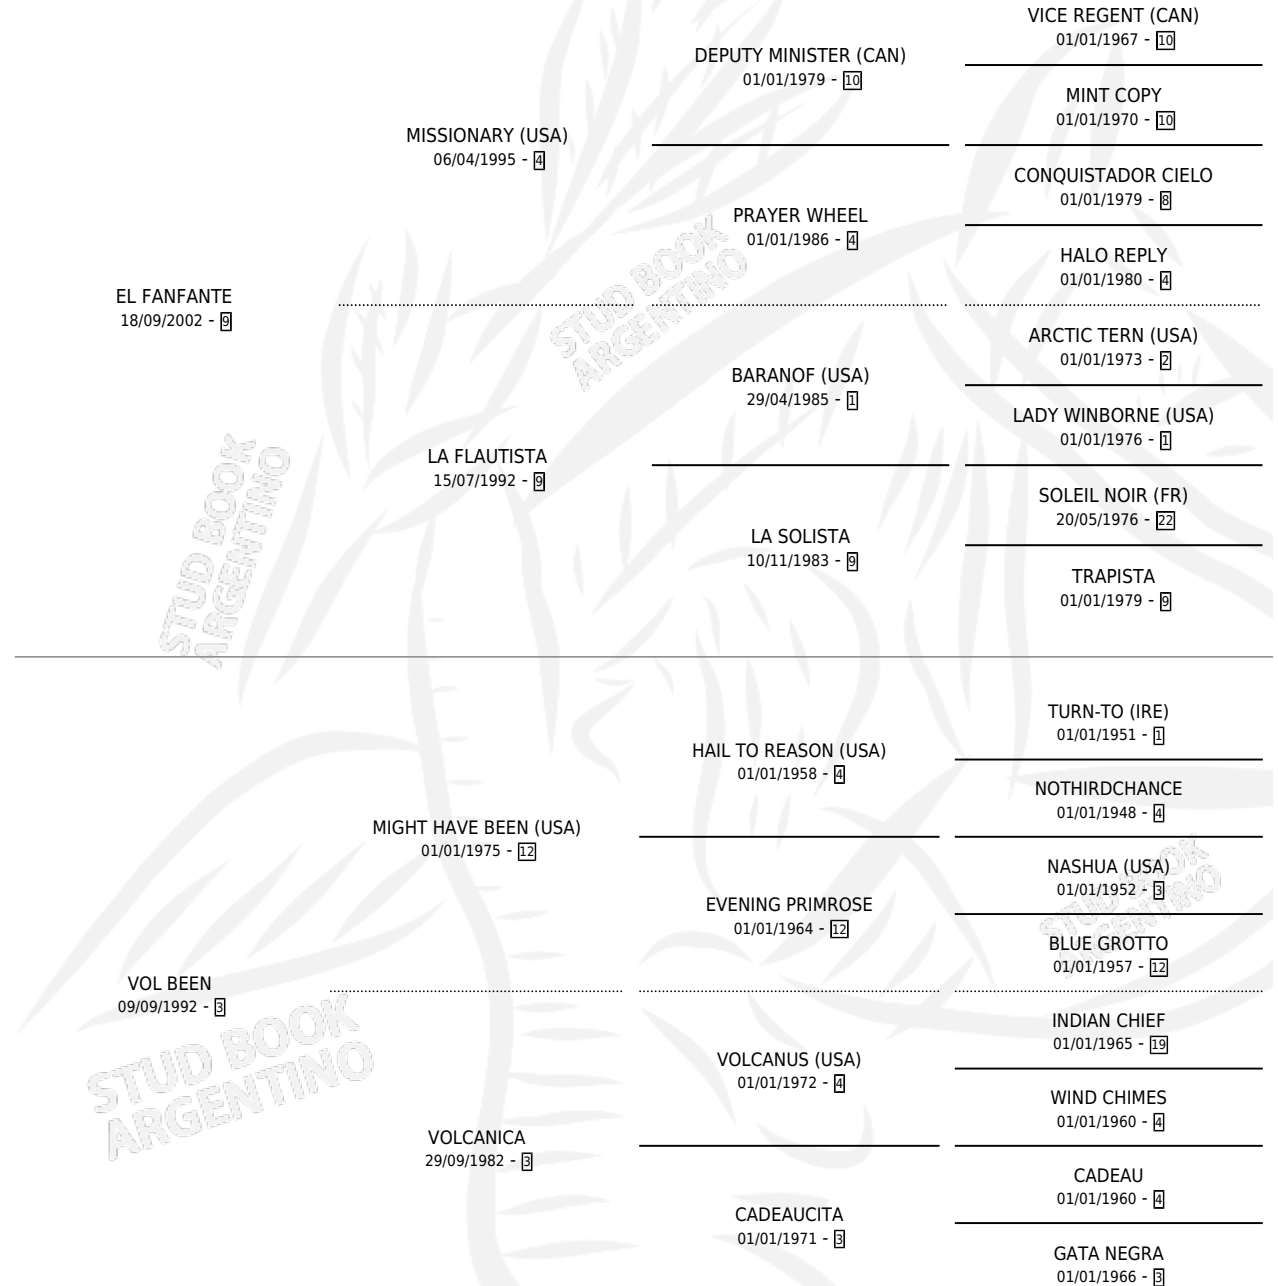 VICE REGENT (CAN)
01/01/1967 - 10
DEPUTY MINISTER (CAN)
01/01/1979 - 10
MINT COPY
01/01/1970 - 10
MISSIONARY (USA)
06/04/1995 - 4
CONQUISTADOR CIELO
01/01/1979 - 8
PRAYER WHEEL
01/01/1986 - 4
HALO REPLY
01/01/1980 - 4
EL FANFANTE
18/09/2002 - 9
ARCTIC TERN (USA)
01/01/1973 - 2
BARANOF (USA)
29/04/1985 - 1
LADY WINBORNE (USA)
01/01/1976 - 1
LA FLAUTISTA
15/07/1992 - 9
SOLEIL NOIR (FR)
20/05/1976 - 22
LA SOLISTA
10/11/1983 - 9
TRAPISTA
01/01/1979 - 9
STUD BOOK
ARGENTINO
STUD BOOK
ARGENTINO
TURN-TO (IRE)
01/01/1951 - 1
HAIL TO REASON (USA)
01/01/1958 - 4
NOTHIRDCHANCE
01/01/1948 - 4
MIGHT HAVE BEEN (USA)
01/01/1975 - 12
NASHUA (USA)
01/01/1952 - 3
EVENING PRIMROSE
01/01/1964 - 12
BLUE GROTTO
01/01/1957 - 12
VOL BEEN
09/09/1992 - 3
INDIAN CHIEF
01/01/1965 - 19
VOLCANUS (USA)
01/01/1972 - 4
WIND CHIMES
01/01/1960 - 4
VOLCANICA
29/09/1982 - 3
CADEAU
01/01/1960 - 4
CADEAUCITA
01/01/1971 - 3
GATA NEGRA
01/01/1966 - 3
STUD BOOK
ARGENTINO
STUD BOOK
ARGENTINO